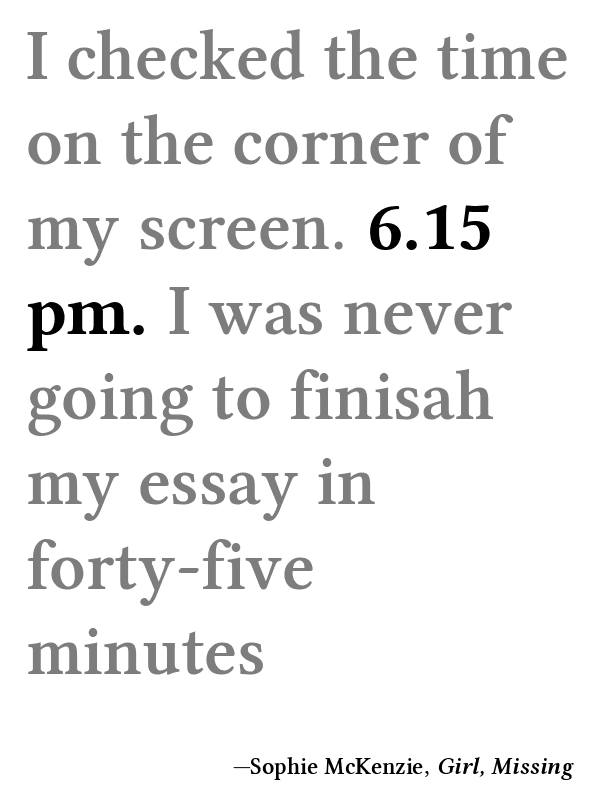 I checked the time
on the corner of
my screen. 6.15
pm. I was never
going to finisah
my essay in
forty-five
minutes
—Sophie McKenzie, Girl, Missing